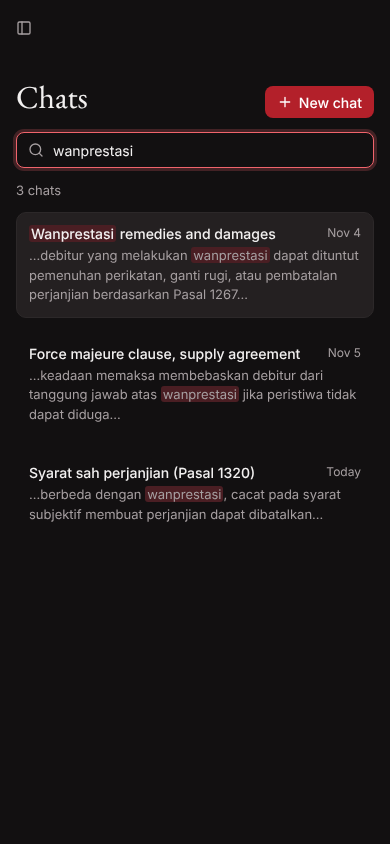 Chats
New chat
wanprestasi
3 chats
Wanprestasi remedies and damages
Nov 4
...debitur yang melakukan wanprestasi dapat dituntut
pemenuhan perikatan, ganti rugi, atau pembatalan
perjanjian berdasarkan Pasal 1267...
Force majeure clause, supply agreement
Nov 5
...keadaan memaksa membebaskan debitur dari
tanggung jawab atas wanprestasi jika peristiwa tidak
dapat diduga...
Syarat sah perjanjian (Pasal 1320)
Today
...berbeda dengan wanprestasi, cacat pada syarat
subjektif membuat perjanjian dapat dibatalkan...